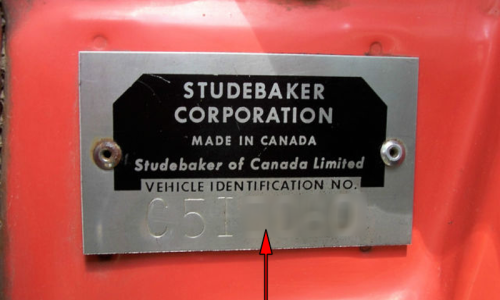 STUDEBAKER
CORPORATION
MADE IN CANADA
Studebaker of Canada Limited
VEHICLE IDENTIFICATION NO.